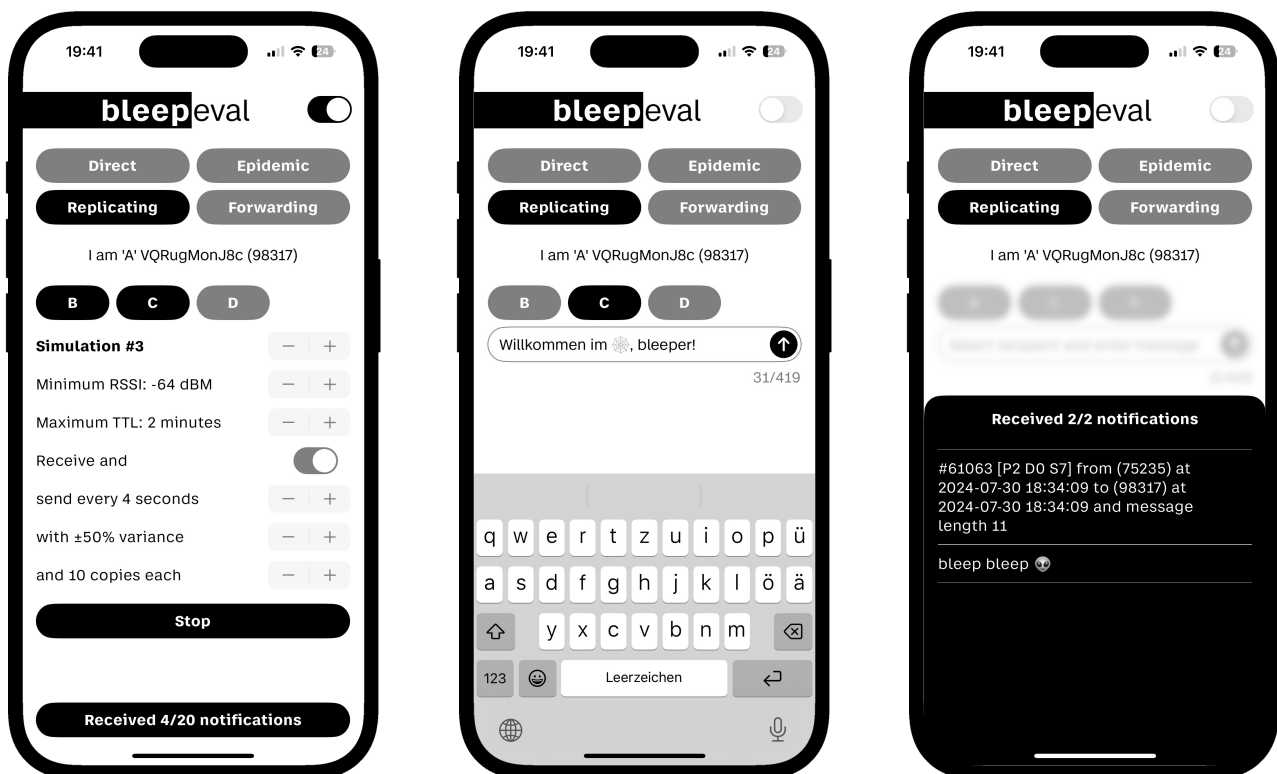 19:41
24
bleepeval
Direct
Epidemic
Replicating
Forwarding
I am 'A' VQRugMonJ8c (98317)
B
C
D
Simulation #3
Minimum RSSI: -64 dBM
Maximum TTL: 2 minutes
Receive and
send every 4 seconds
with ±50% variance
and 10 copies each
Stop
Received 4/20 notifications
19:41
24
bleepeval
Direct
Epidemic
Replicating
Forwarding
I am 'A' VQRugMonJ8c (98317)
B
C
D
Willkommen im 🕸️, bleeper!
31/419
q w e r t z u i o p ü
a s d f g h j k l ö ä
y x c v b n m
123
Leerzeichen
19:41
24
bleepeval
Direct
Epidemic
Replicating
Forwarding
I am 'A' VQRugMonJ8c (98317)
Received 2/2 notifications
#61063 [P2 D0 S7] from (75235) at
2024-07-30 18:34:09 to (98317) at
2024-07-30 18:34:09 and message
length 11
bleep bleep 👽